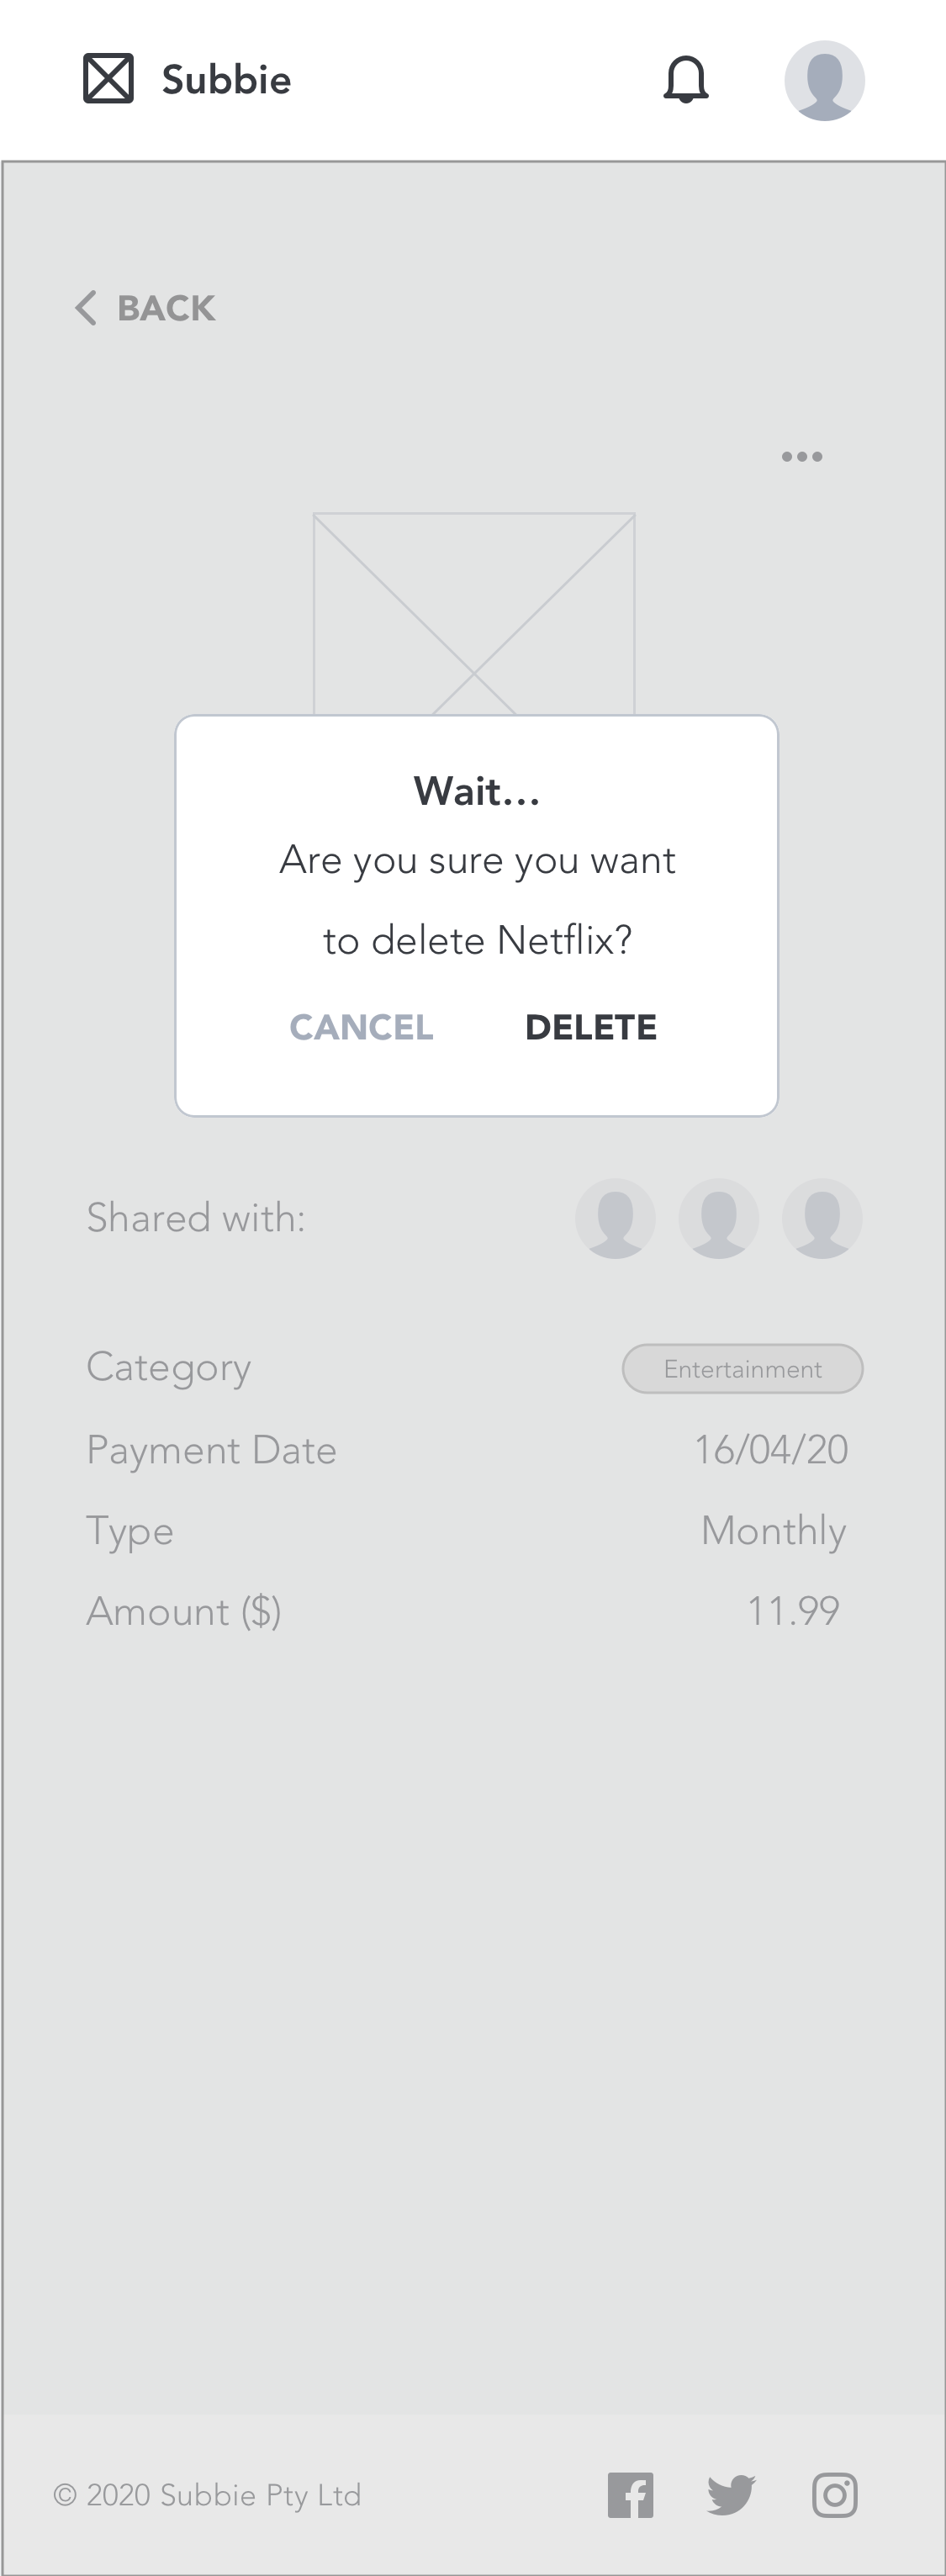 Subbie
BACK
Wait...
Are you sure you want
to delete Netflix?
CANCEL DELETE
Shared with:
Category Entertainment
Payment Date 16/04/20
Type Monthly
Amount ($) 11.99
© 2020 Subbie Pty Ltd